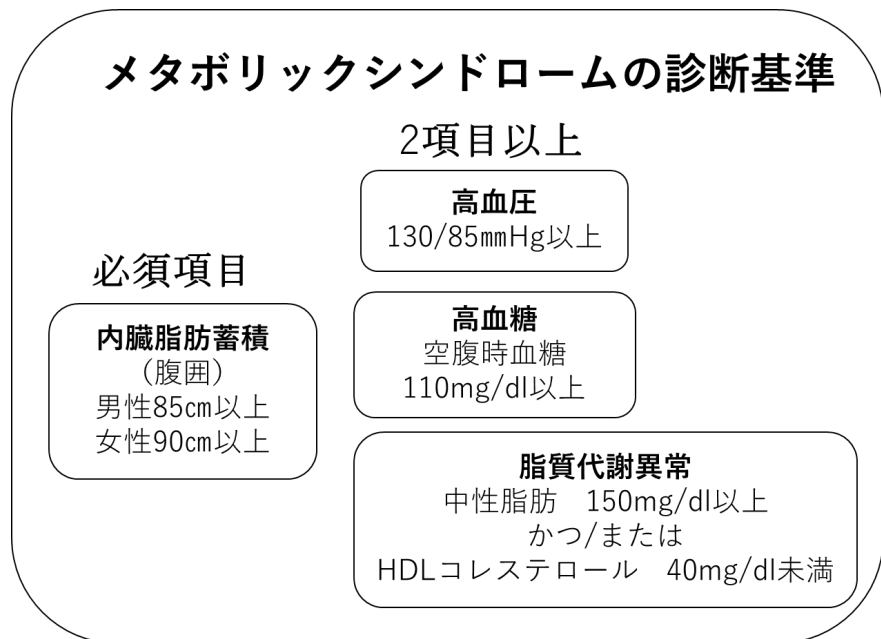 メタボリックシンドロームの診断基準
必須項目
内臓脂肪蓄積
（腹囲）
男性85㎝以上
女性90㎝以上
2項目以上
高血圧
130/85㎜Hg以上
高血糖
空腹時血糖
110mg/dl以上
脂質代謝異常
中性脂肪　150mg/dl以上
かつ/または
HDLコレステロール　40mg/dl未満